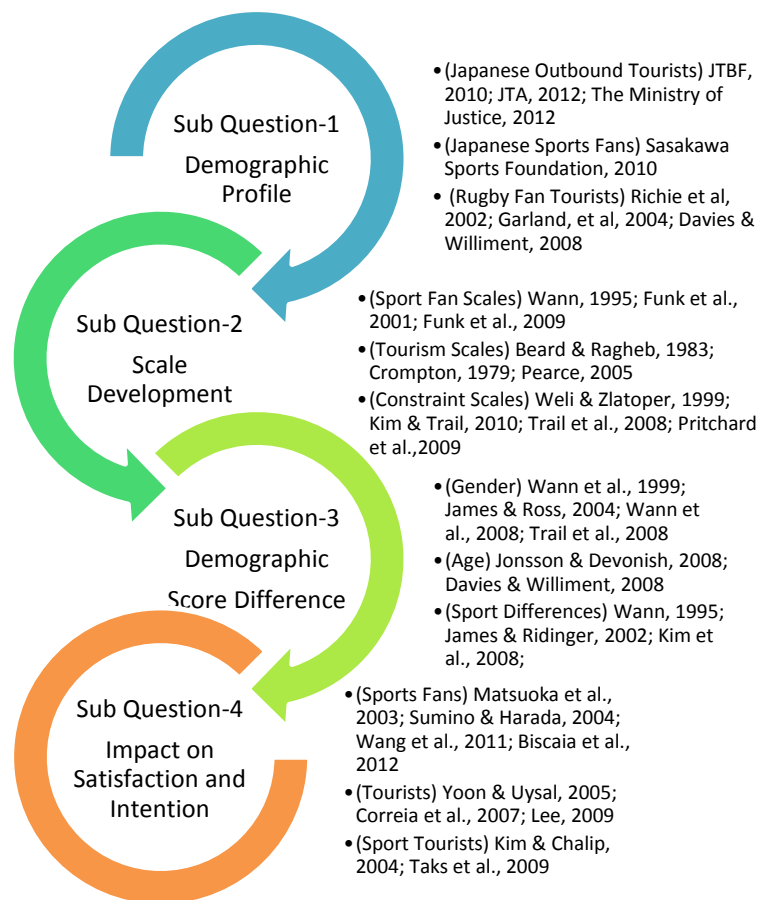 Sub Question-1
Demographic
Profile
•(Japanese Outbound Tourists) JTBF,
2010; JTA, 2012; The Ministry of
Justice, 2012
•(Japanese Sports Fans) Sasakawa
Sports Foundation, 2010
• (Rugby Fan Tourists) Richie et al,
2002; Garland, et al, 2004; Davies &
Williment, 2008
Sub Question-2
Scale
Development
•(Sport Fan Scales) Wann, 1995; Funk et al.,
2001; Funk et al., 2009
•(Tourism Scales) Beard & Ragheb, 1983;
Crompton, 1979; Pearce, 2005
•(Constraint Scales) Weli & Zlatoper, 1999;
Kim & Trail, 2010; Trail et al., 2008; Pritchard
et al.,2009
Sub Question-3
Demographic
Score Difference
•(Gender) Wann et al., 1999;
James & Ross, 2004; Wann et
al., 2008; Trail et al., 2008
•(Age) Jonsson & Devonish, 2008;
Davies & Williment, 2008
•(Sport Differences) Wann, 1995;
James & Ridinger, 2002; Kim et
al., 2008;
Sub Question-4
Impact on
Satisfaction and
Intention
•(Sports Fans) Matsuoka et al.,
2003; Sumino & Harada, 2004;
Wang et al., 2011; Biscaia et al.,
2012
•(Tourists) Yoon & Uysal, 2005;
Correia et al., 2007; Lee, 2009
•(Sport Tourists) Kim & Chalip,
2004; Taks et al., 2009